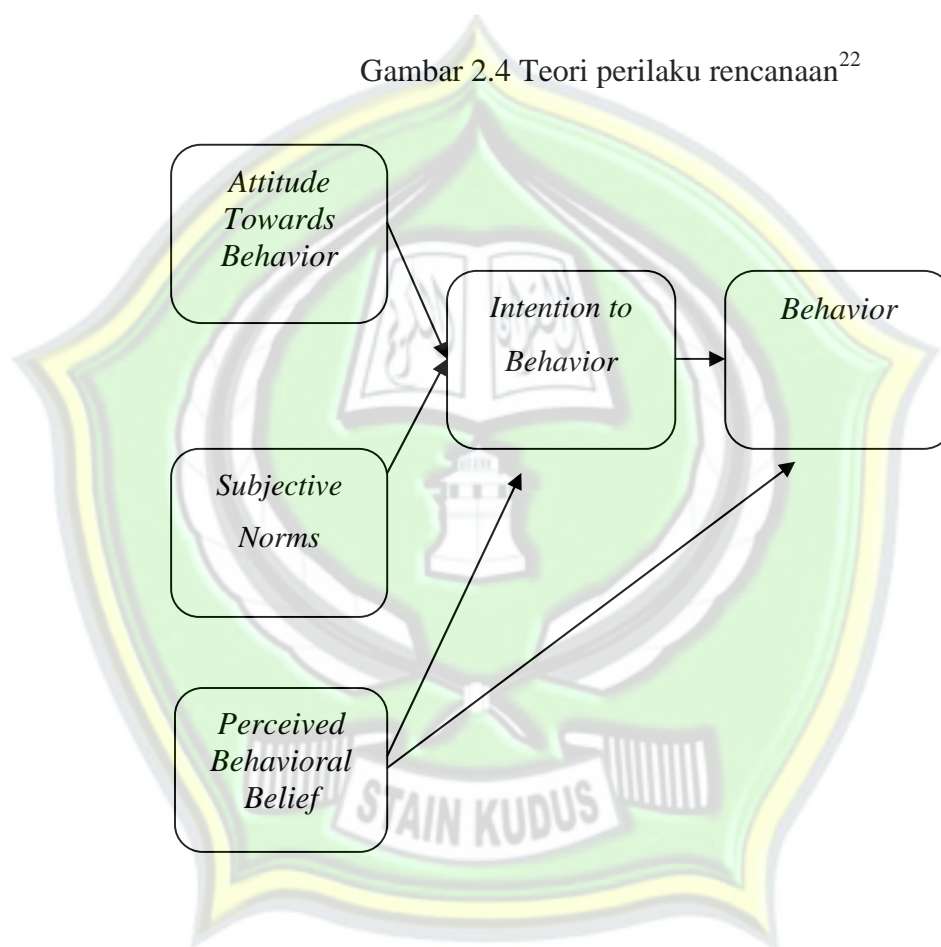 Gambar 2.4 Teori perilaku rencanaan²²
Attitude
Towards
Behavior
Intention to
Behavior
Behavior
Subjective
Norms
Perceived
Behavioral
Belief
STAIN KUDUS